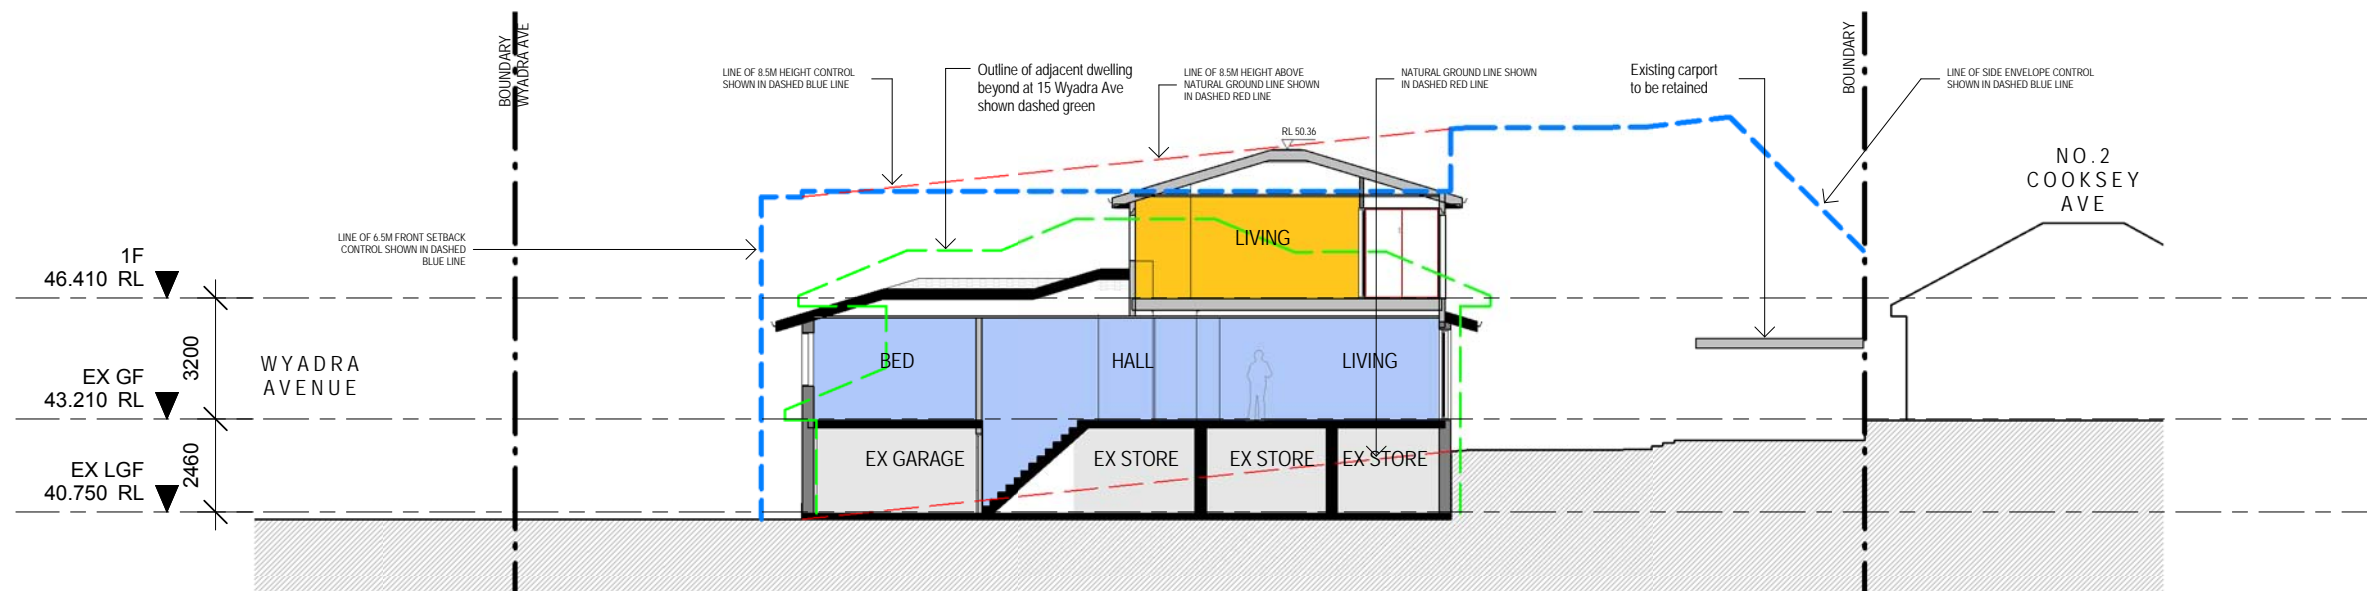 BOUNDARY
WYADRA AVE
LINE OF 8.5M HEIGHT CONTROL
SHOWN IN DASHED BLUE LINE
Outline of adjacent dwelling
beyond at 15 Wyadra Ave
shown dashed green
LINE OF 8.5M HEIGHT ABOVE
NATURAL GROUND LINE SHOWN
IN DASHED RED LINE
NATURAL GROUND LINE SHOWN
IN DASHED RED LINE
Existing carport
to be retained
BOUNDARY
LINE OF SIDE ENVELOPE CONTROL
SHOWN IN DASHED BLUE LINE
RL 50.36
NO.2
COOKSEY
AVE
LINE OF 6.5M FRONT SETBACK
CONTROL SHOWN IN DASHED
BLUE LINE
LIVING
1F
46.410 RL
3200
WYADRA
AVENUE
BED
HALL
LIVING
EX GF
43.210 RL
2460
EX GARAGE
EX STORE
EX STORE
EX STORE
EX LGF
40.750 RL